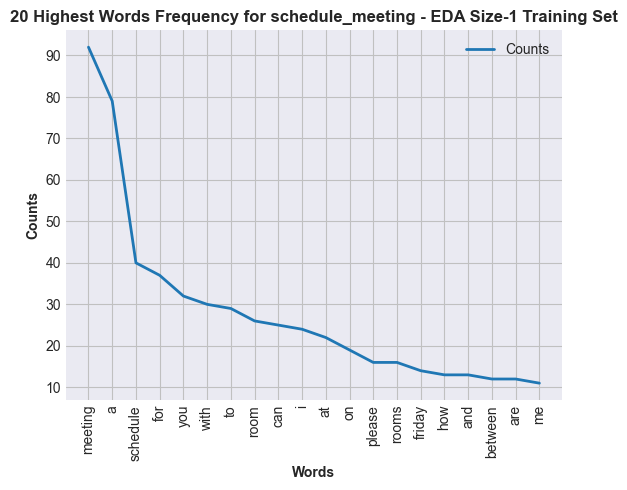 20 Highest Words Frequency for schedule_meeting - EDA Size-1 Training Set
Counts
90
80
70
60
50
40
30
20
10
Counts
meeting
a
schedule
for
you
with
to
room
can
i
at
on
please
rooms
friday
how
and
between
are
me
Words